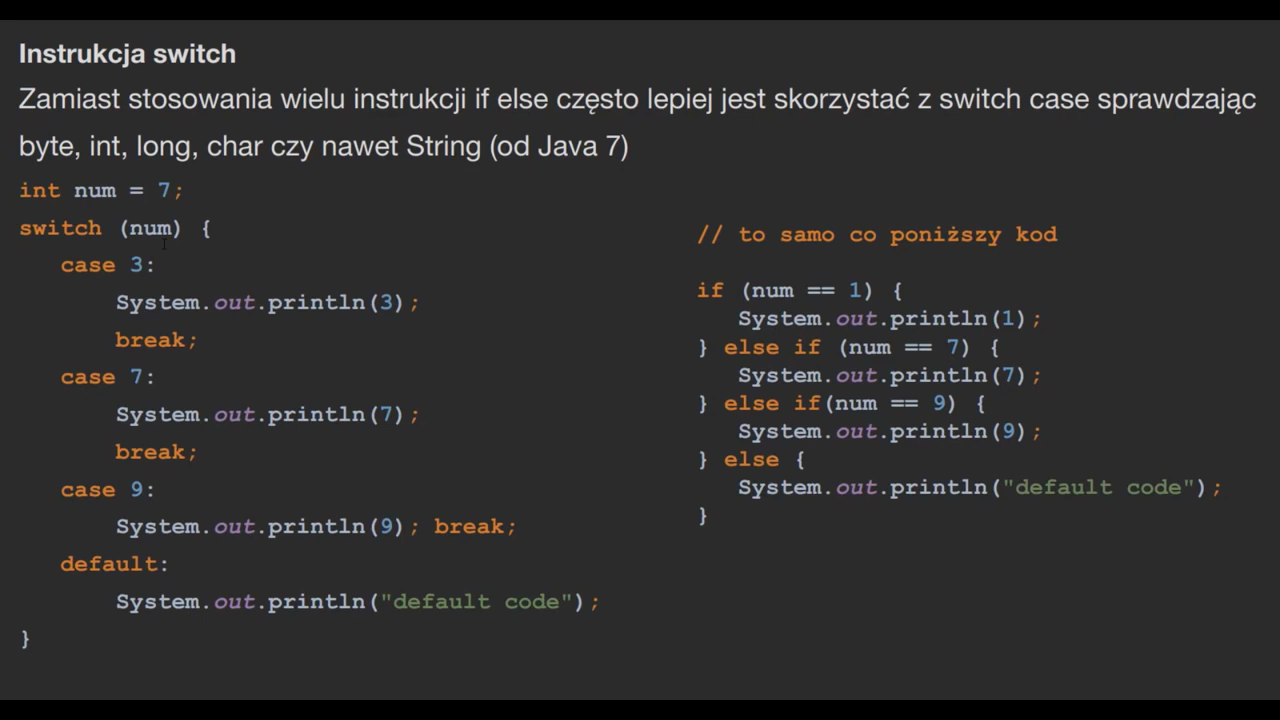 Instrukcja switch
Zamiast stosowania wielu instrukcji if else często lepiej jest skorzystać z switch case sprawdzając
byte, int, long, char czy nawet String (od Java 7)
int num = 7;
switch (num) {
    case 3:
        System.out.println(3);
        break;
    case 7:
        System.out.println(7);
        break;
    case 9:
        System.out.println(9); break;
    default:
        System.out.println("default code");
}
// to samo co poniższy kod
if (num == 1) {
    System.out.println(1);
} else if (num == 7) {
    System.out.println(7);
} else if(num == 9) {
    System.out.println(9);
} else {
    System.out.println("default code");
}